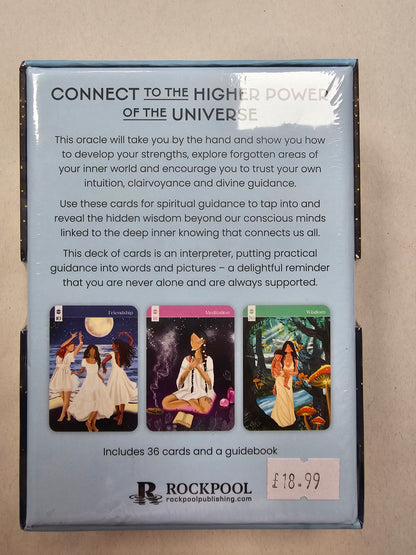 CONNECT TO THE HIGHER POWER
OF THE UNIVERSE
This oracle will take you by the hand and show you how
to develop your strengths, explore forgotten areas of
your inner world and encourage you to trust your own
intuition, clairvoyance and divine guidance.
Use these cards for spiritual guidance to tap into and
reveal the hidden wisdom beyond our conscious minds
linked to the deep inner knowing that connects us all.
This deck of cards is an interpreter, putting practical
guidance into words and pictures – a delightful reminder
that you are never alone and are always supported.
Friendship
Meditation
Wisdom
Includes 36 cards and a guidebook
£18.99
R ROCKPOOL
rockpoolpublishing.com